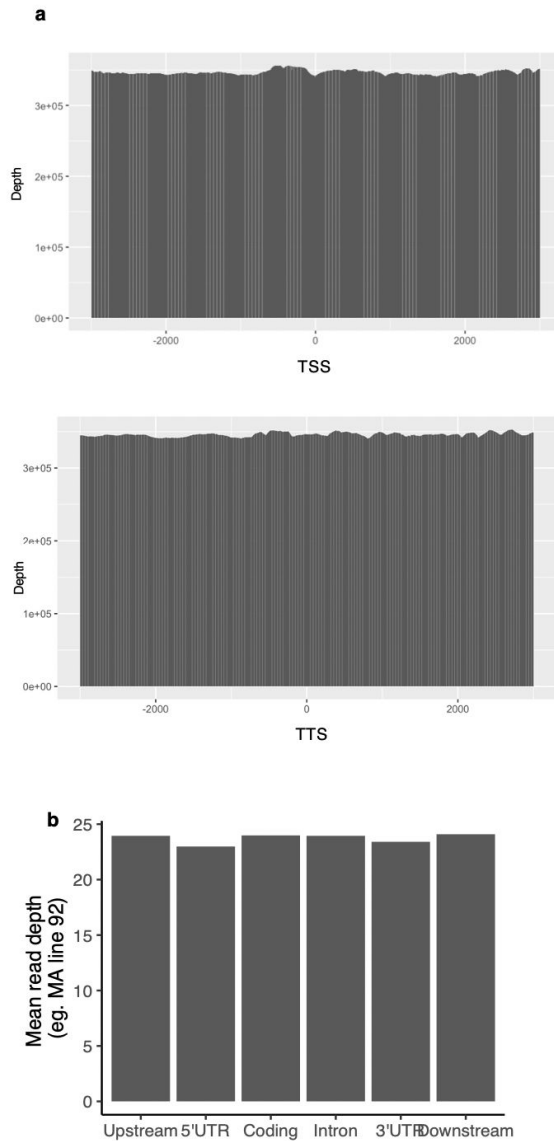 a
Depth
3e+05
2e+05
1e+05
0e+00
-2000 0 2000
TSS
Depth
3e+05
2e+05
1e+05
0e+00
-2000 0 2000
TTS
b
Mean read depth
(eg. MA line 92)
25
20
15
10
5
0
Upstream 5'UTR Coding Intron 3'UTR Downstream